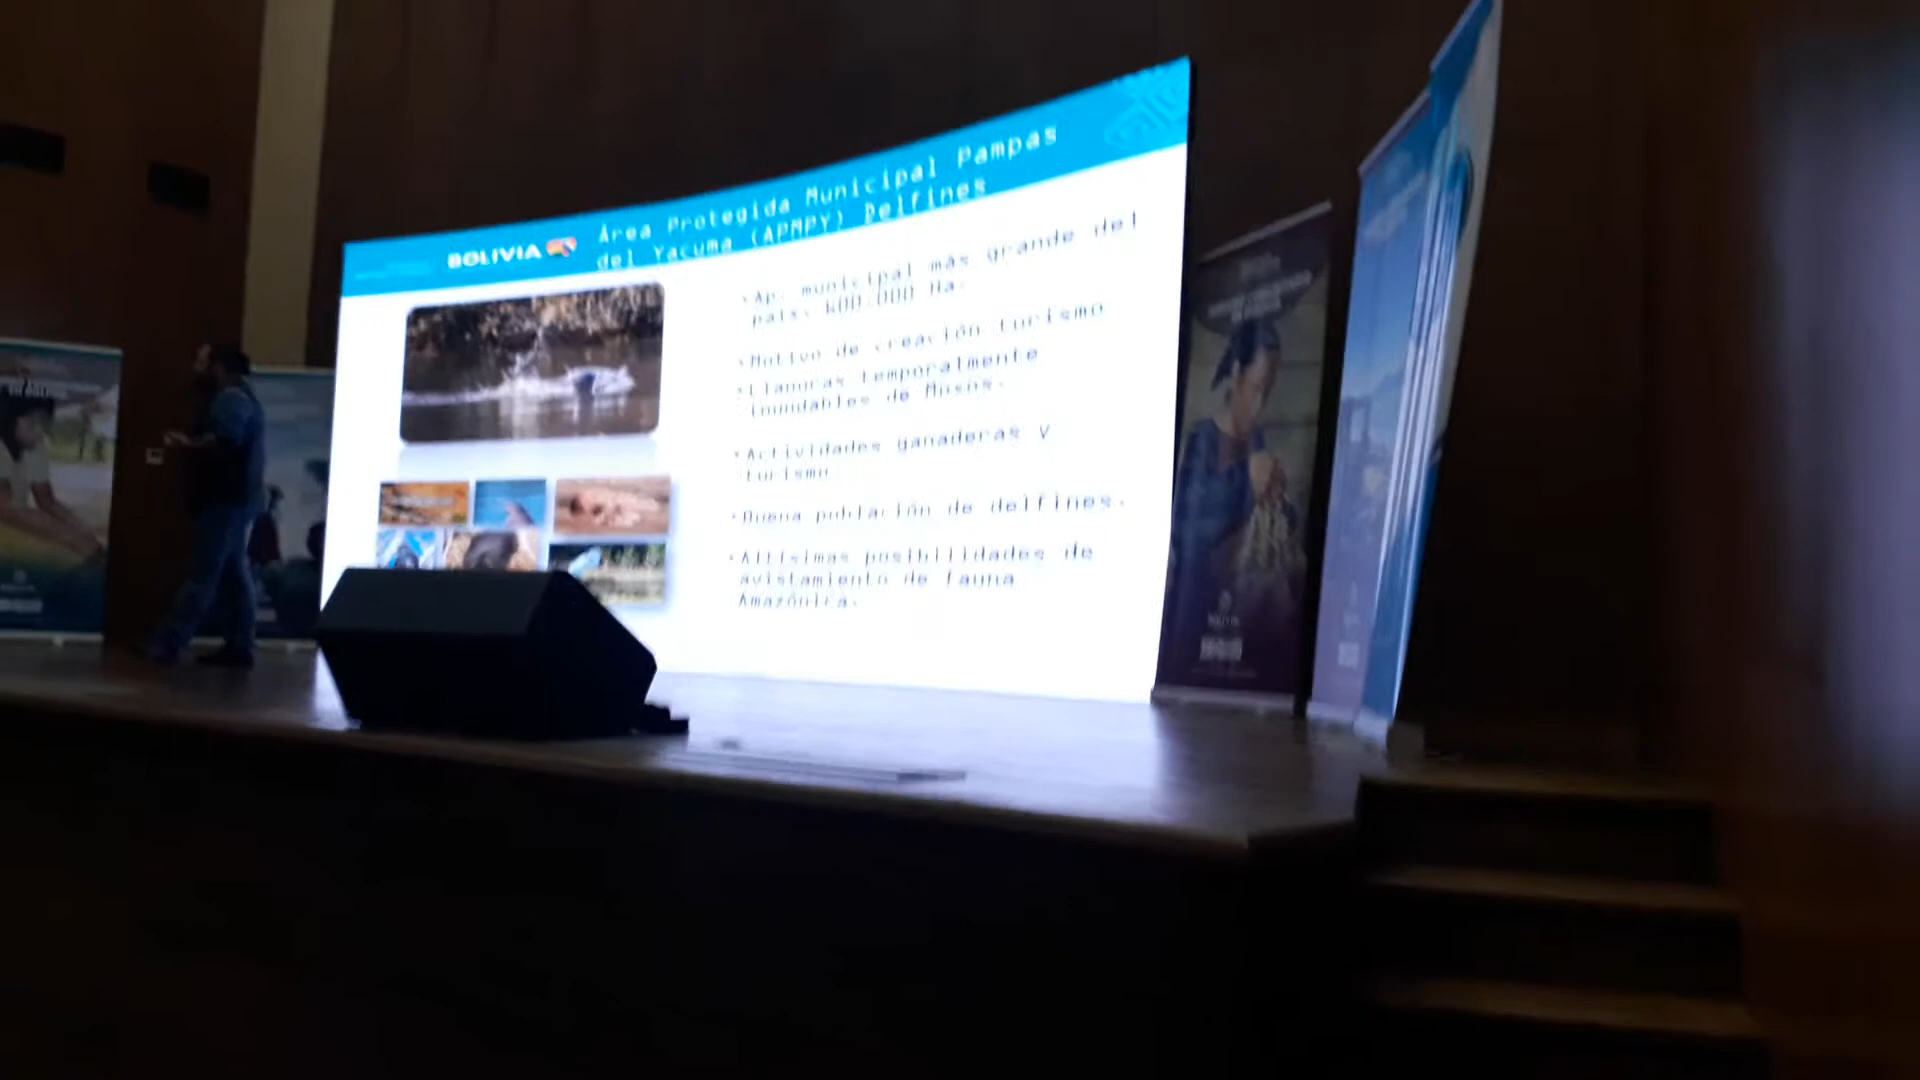 BOLIVIA
Área Protegida Municipal Pampas
del Yacuma (APMPY) Delfines
•Ap. municipal más grande del
país. 600.000 Ha.
•Motivo de creación turismo
•Llanuras temporalmente
inundables de Moxos.
•Actividades ganaderas y
turismo
•Buena población de delfines.
•Altísimas posibilidades de
avistamiento de fauna
Amazónica.